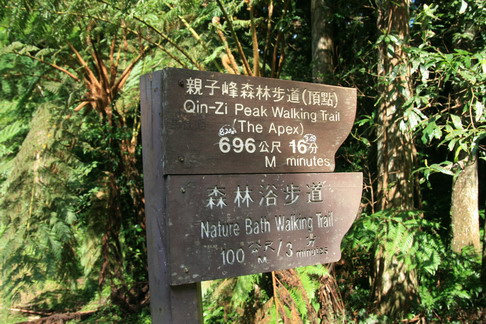 親子峰森林步道(頂點)
Qin-Zi Peak Walking Trail
(The Apex)
696公尺 16分
M minutes
森林浴步道
Nature Bath Walking Trail
100公尺/3分
M minutes